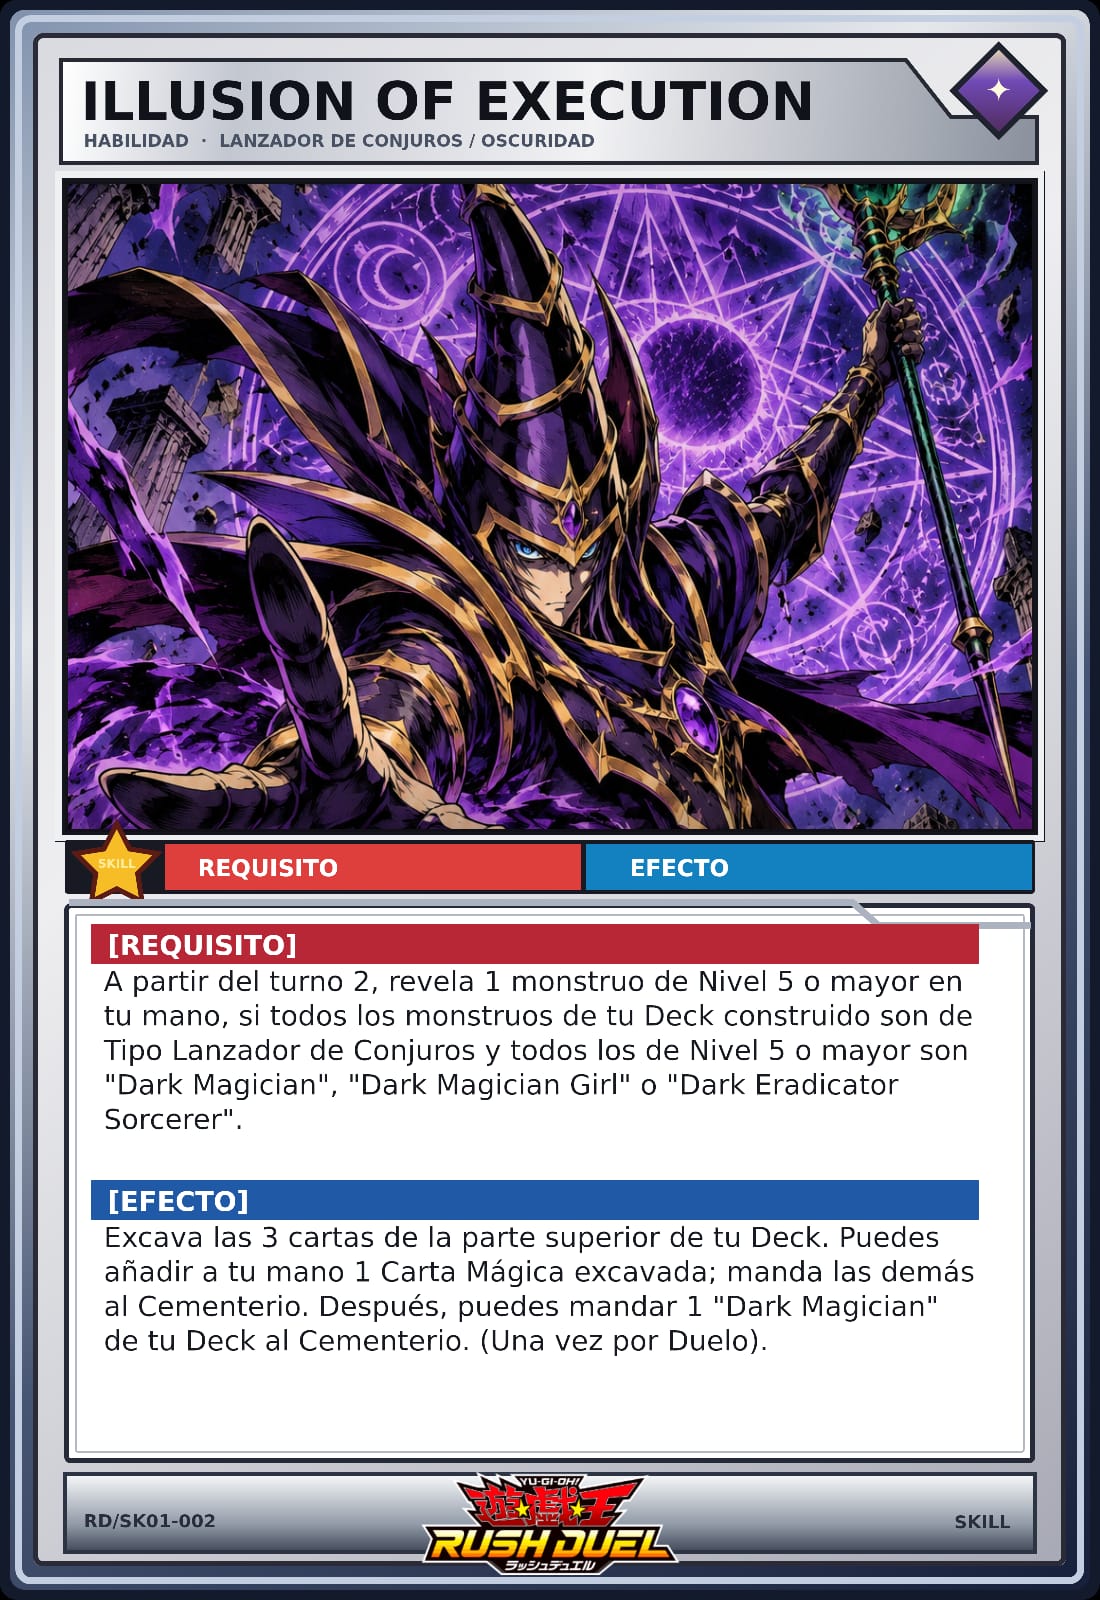 ILLUSION OF EXECUTION
HABILIDAD · LANZADOR DE CONJUROS / OSCURIDAD
SKILL
REQUISITO
EFECTO
[REQUISITO]
A partir del turno 2, revela 1 monstruo de Nivel 5 o mayor en
tu mano, si todos los monstruos de tu Deck construido son de
Tipo Lanzador de Conjuros y todos los de Nivel 5 o mayor son
"Dark Magician", "Dark Magician Girl" o "Dark Eradicator
Sorcerer".
[EFECTO]
Excava las 3 cartas de la parte superior de tu Deck. Puedes
añadir a tu mano 1 Carta Mágica excavada; manda las demás
al Cementerio. Después, puedes mandar 1 "Dark Magician"
de tu Deck al Cementerio. (Una vez por Duelo).
RD/SK01-002
YU-GI-OH!
遊戯王
RUSH DUEL
ラッシュデュエル
SKILL